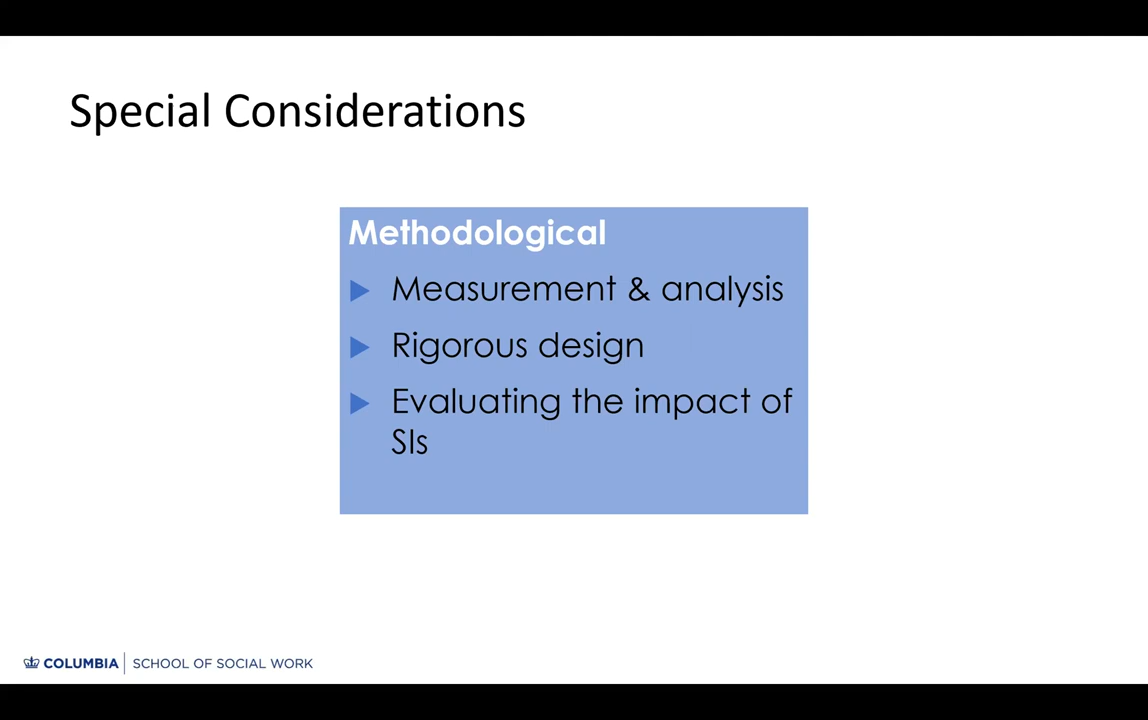 Special Considerations
Methodological
Measurement & analysis
Rigorous design
Evaluating the impact of
SIs
COLUMBIA | SCHOOL OF SOCIAL WORK